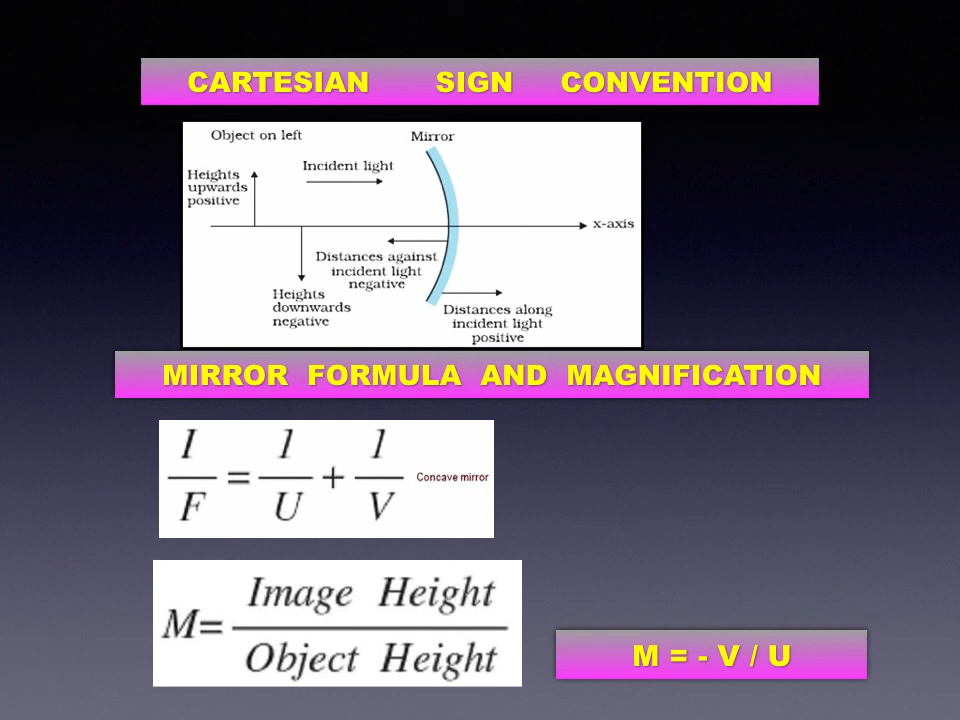 CARTESIAN SIGN CONVENTION
Object on left
Mirror
Incident light
Heights
upwards
positive
x-axis
Distances against
incident light
negative
Heights
downwards
negative
Distances along
incident light
positive
MIRROR FORMULA AND MAGNIFICATION
I/F = 1/U + 1/V Concave mirror
M= Image Height / Object Height
M = - V / U